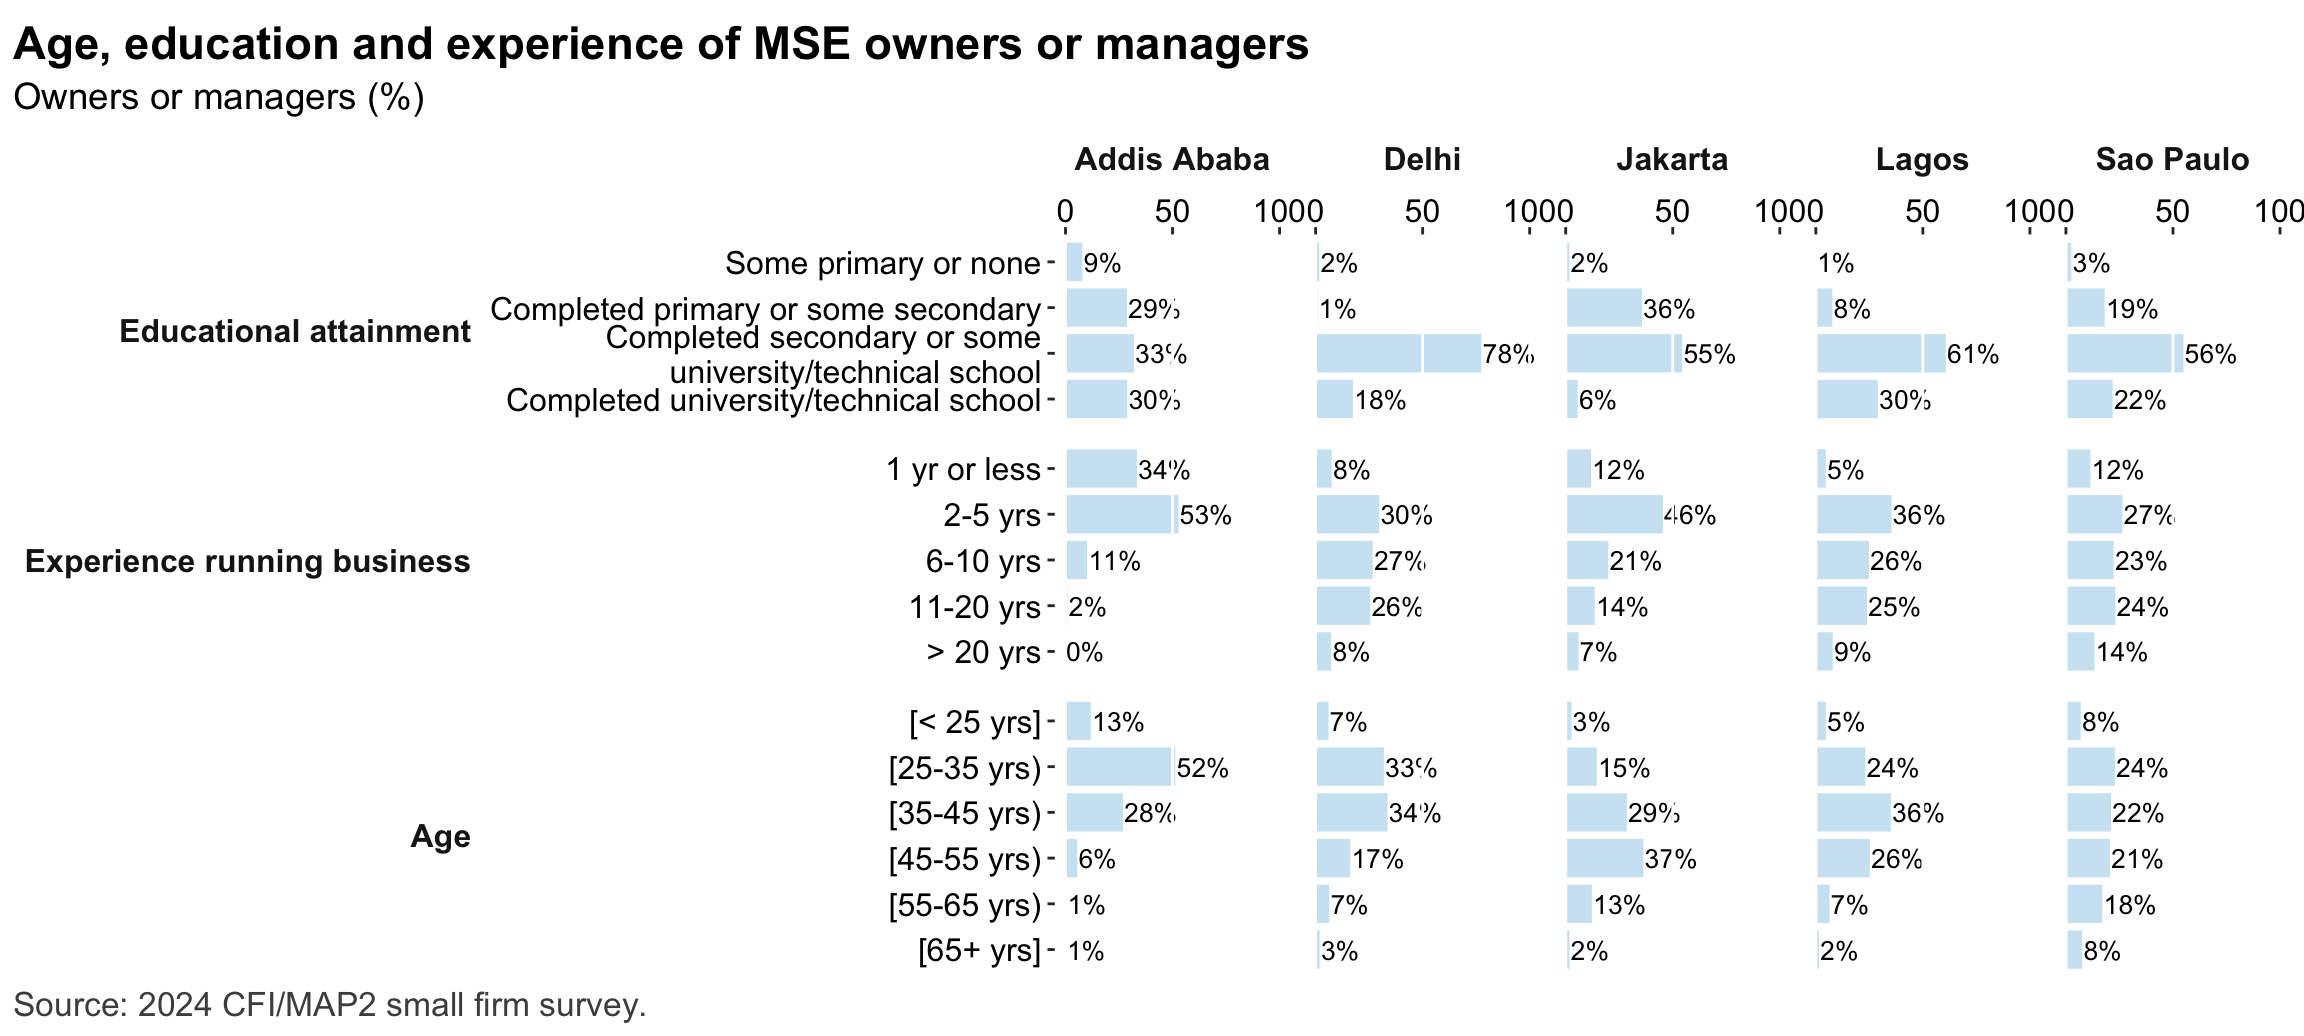 Age, education and experience of MSE owners or managers
Owners or managers (%)
Addis Ababa Delhi Jakarta Lagos Sao Paulo
0 50 1000 50 1000 50 1000 50 1000 50 100
Some primary or none 9% 2% 2% 1% 3%
Educational attainment
Completed primary or some secondary 29% 1% 36% 8% 19%
Completed secondary or some
university/technical school 33% 78% 55% 61% 56%
Completed university/technical school 30% 18% 6% 30% 22%
1 yr or less 34% 8% 12% 5% 12%
2-5 yrs 53% 30% 46% 36% 27%
Experience running business
6-10 yrs 11% 27% 21% 26% 23%
11-20 yrs 2% 26% 14% 25% 24%
> 20 yrs 0% 8% 7% 9% 14%
[< 25 yrs] 13% 7% 3% 5% 8%
[25-35 yrs) 52% 33% 15% 24% 24%
[35-45 yrs) 28% 34% 29% 36% 22%
Age
[45-55 yrs) 6% 17% 37% 26% 21%
[55-65 yrs) 1% 7% 13% 7% 18%
[65+ yrs] 1% 3% 2% 2% 8%
Source: 2024 CFI/MAP2 small firm survey.